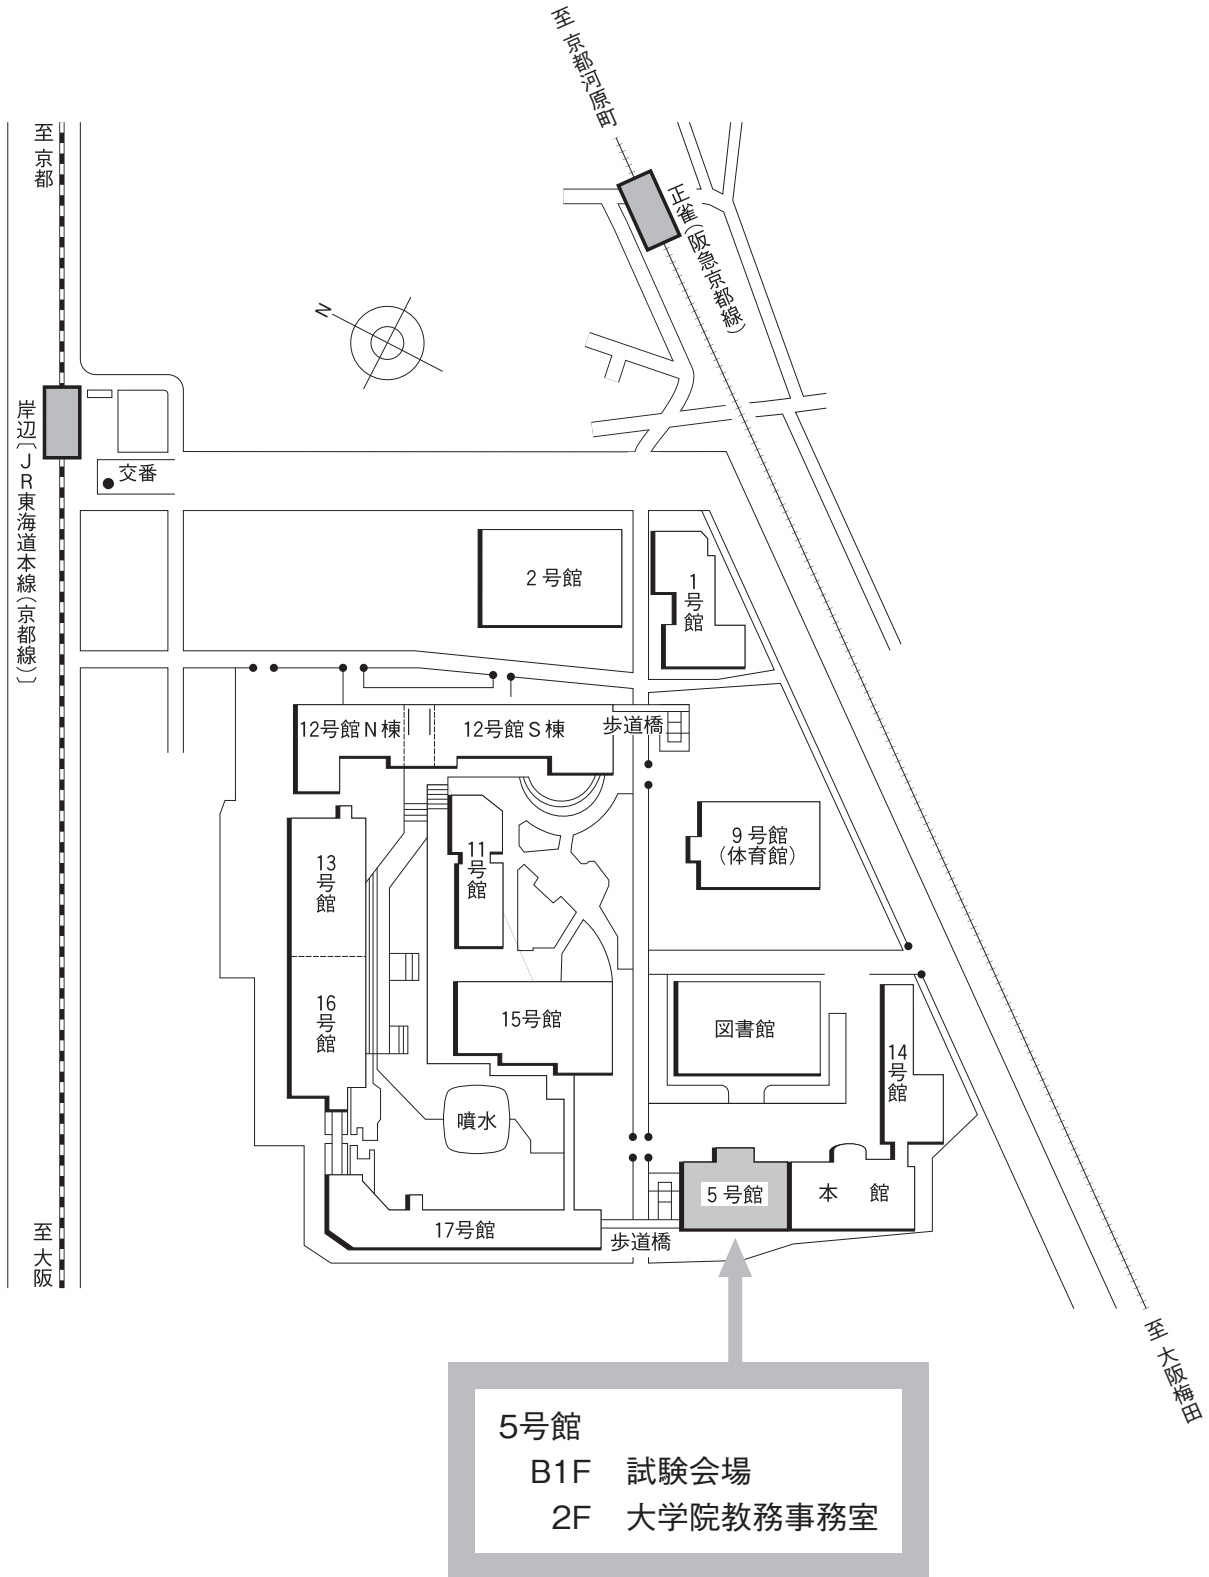 至 京都河原町
至 京都
正雀(阪急京都線)
N
岸辺〔JR東海道本線(京都線)〕
交番
2号館
1号館
12号館N棟
12号館S棟
歩道橋
9号館
(体育館)
11号館
13号館
16号館
15号館
図書館
14号館
噴水
5号館
本 館
17号館
歩道橋
至 大阪
至 大阪梅田
5号館
B1F 試験会場
2F 大学院教務事務室